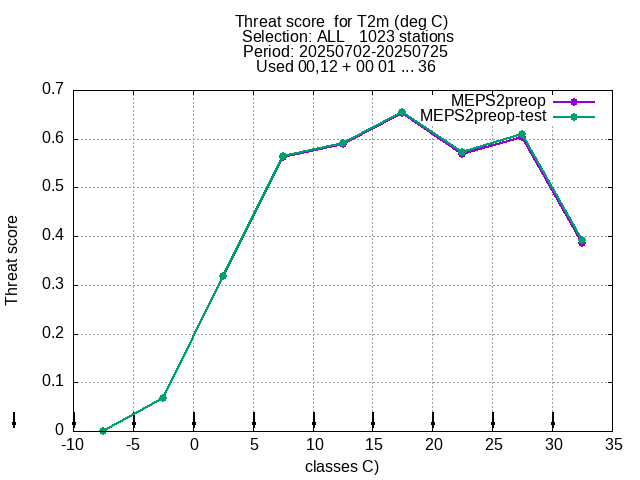 Threat score  for T2m (deg C)
Selection: ALL   1023 stations
Period: 20250702-20250725
Used 00,12 + 00 01 ... 36
MEPS2preop
MEPS2preop-test
Threat score
0.7
0.6
0.5
0.4
0.3
0.2
0.1
0
-10 -5 0 5 10 15 20 25 30 35
classes C)